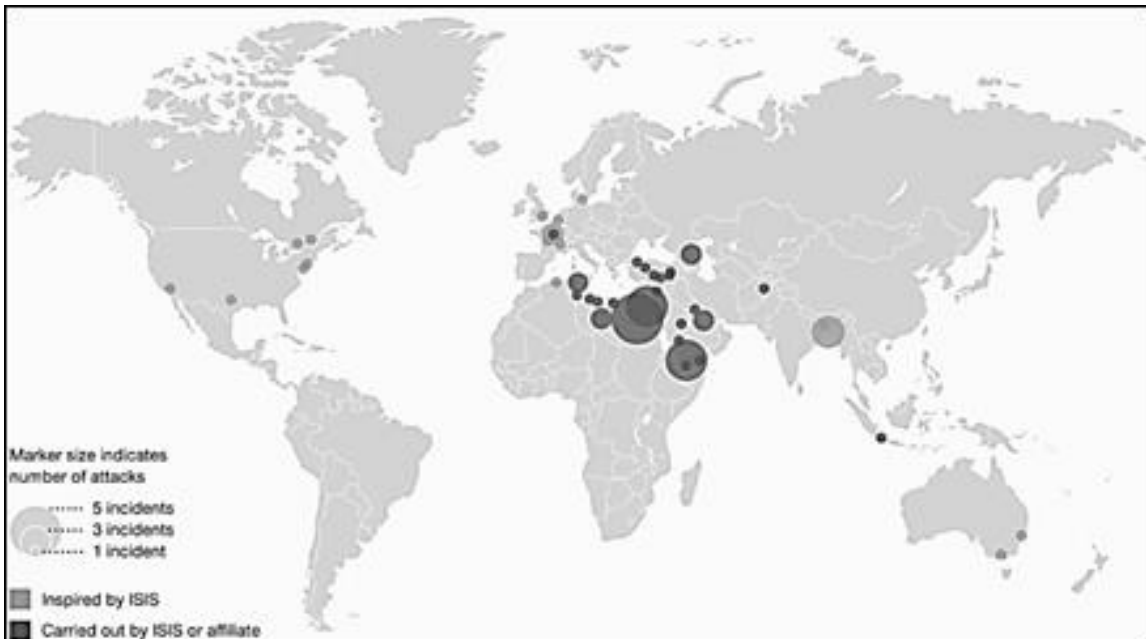 Marker size indicates
number of attacks
5 incidents
3 incidents
1 incident
Inspired by ISIS
Carried out by ISIS or affiliate